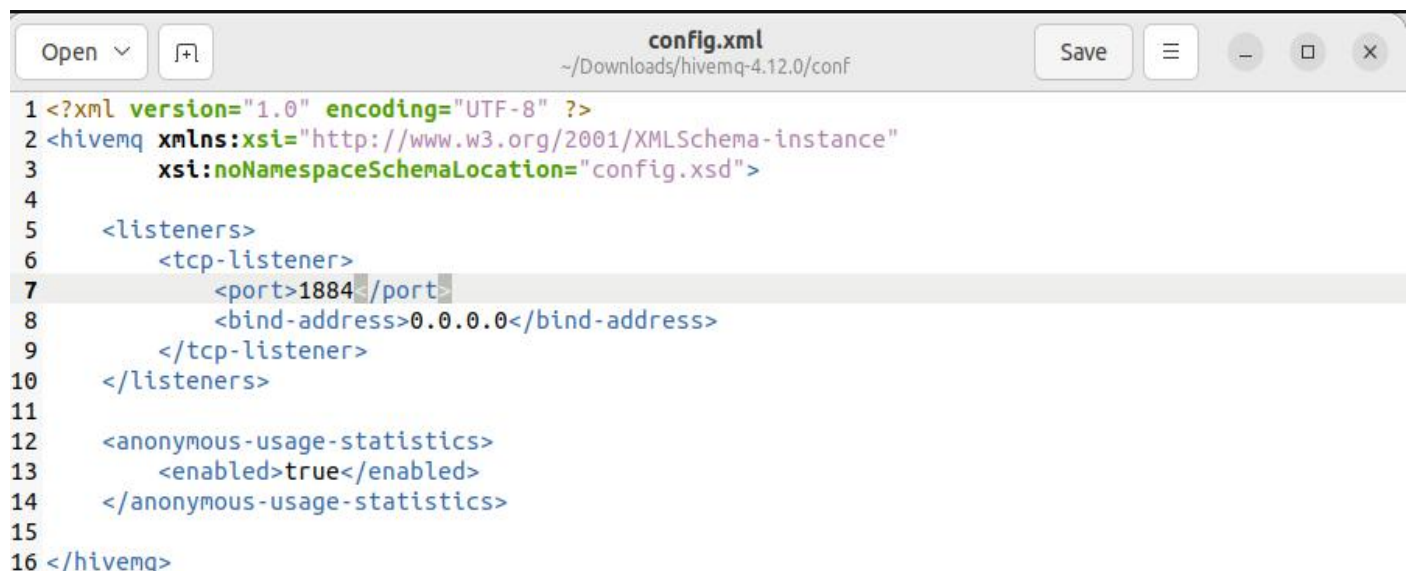 Open
config.xml
~/Downloads/hivemq-4.12.0/conf
Save
1 <?xml version="1.0" encoding="UTF-8" ?>
2 <hivemq xmlns:xsi="http://www.w3.org/2001/XMLSchema-instance"
3         xsi:noNamespaceSchemaLocation="config.xsd">
4
5     <listeners>
6         <tcp-listener>
7             <port>1884</port>
8             <bind-address>0.0.0.0</bind-address>
9         </tcp-listener>
10     </listeners>
11
12     <anonymous-usage-statistics>
13         <enabled>true</enabled>
14     </anonymous-usage-statistics>
15
16 </hivemq>